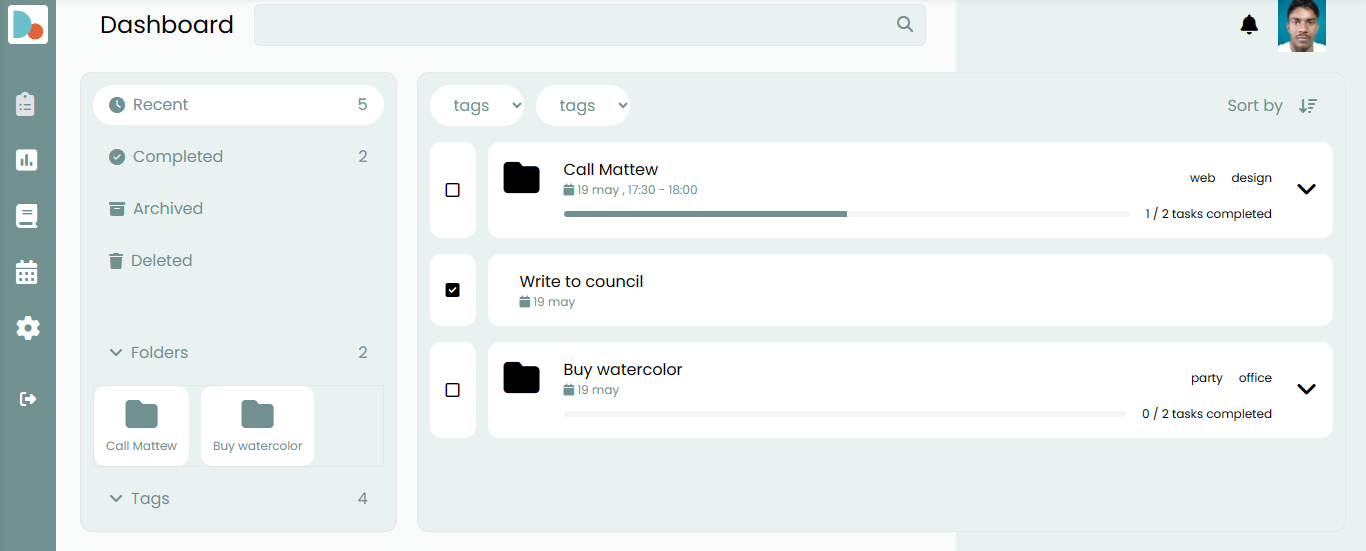 Dashboard
Recent 5
Completed 2
Archived
Deleted
Folders 2
Call Mattew
Buy watercolor
Tags 4
tags
tags
Sort by
Call Mattew
19 may , 17:30 - 18:00
web design
1 / 2 tasks completed
Write to council
19 may
Buy watercolor
19 may
party office
0 / 2 tasks completed